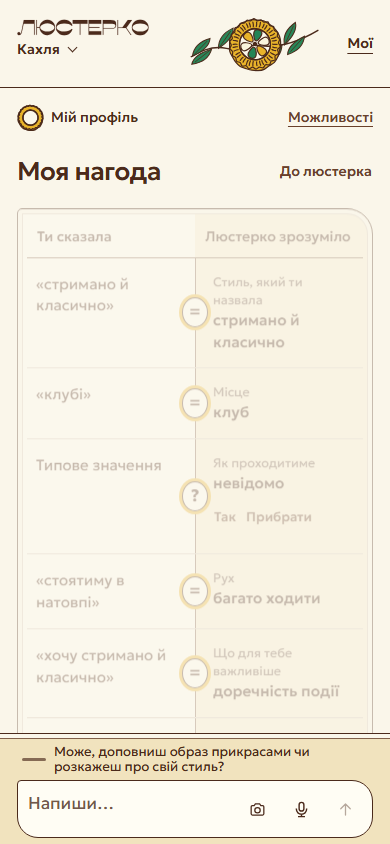 ЛЮСТЕРКО
Кахля
Мої
Мій профіль
Можливості
Моя нагода
До люстерка
Ти сказала
Люстерко зрозуміло
«стримано й
класично»
=
Стиль, який ти
назвала
стримано й
класично
«клубі»
=
Місце
клуб
Типове значення
?
Як проходитиме
невідомо
Так Прибрати
«стоятиму в
натовпі»
=
Рух
багато ходити
«хочу стримано й
класично»
=
Що для тебе
важливіше
доречність події
Може, доповниш образ прикрасами чи
розкажеш про свій стиль?
Напиши...